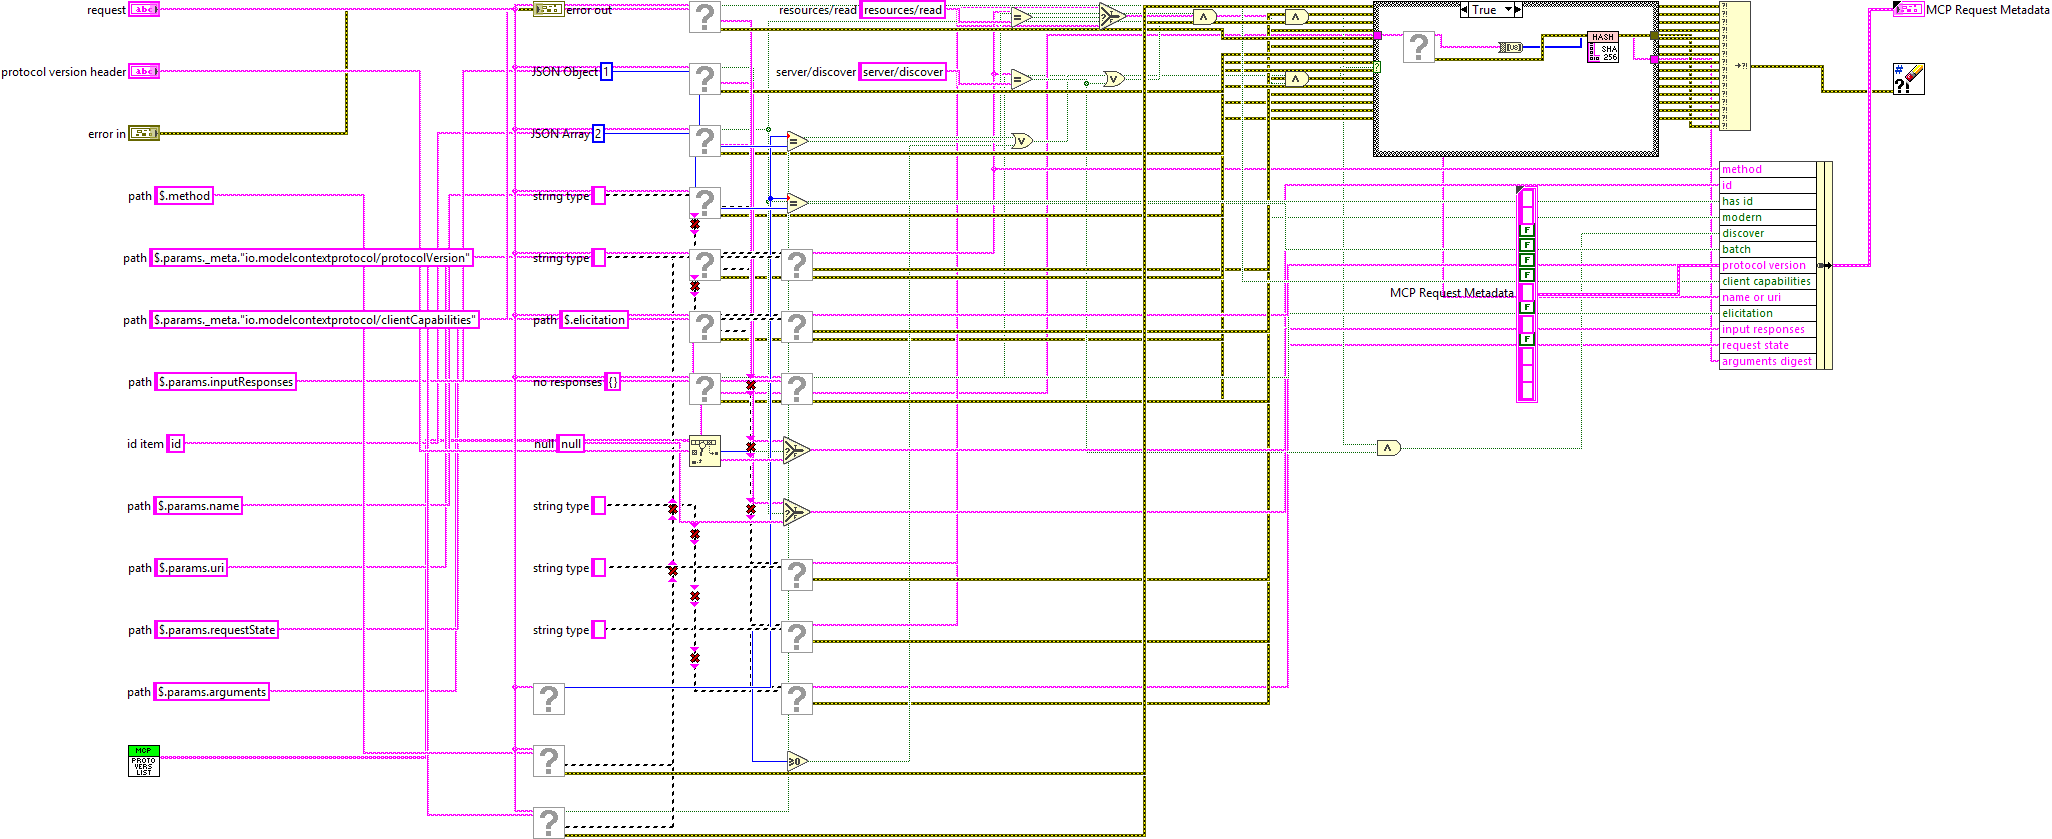 request abc
error out
resources/read resources/read
True
MCP Request Metadata
HASH
SHA
256
protocol version header abc
JSON Object 1
server/discover server/discover
error in
JSON Array 2
path $.method
string type
path $.params._meta."io.modelcontextprotocol/protocolVersion"
string type
path $.params._meta."io.modelcontextprotocol/clientCapabilities"
path $.elicitation
path $.params.inputResponses
no responses {}
id item id
null null
path $.params.name
string type
path $.params.uri
string type
path $.params.requestState
string type
path $.params.arguments
MCP
PROTO
VERS
LIST
≥0
MCP Request Metadata
F
F
F
F
F
F
method
id
has id
modern
discover
batch
protocol version
client capabilities
name or uri
elicitation
input responses
request state
arguments digest